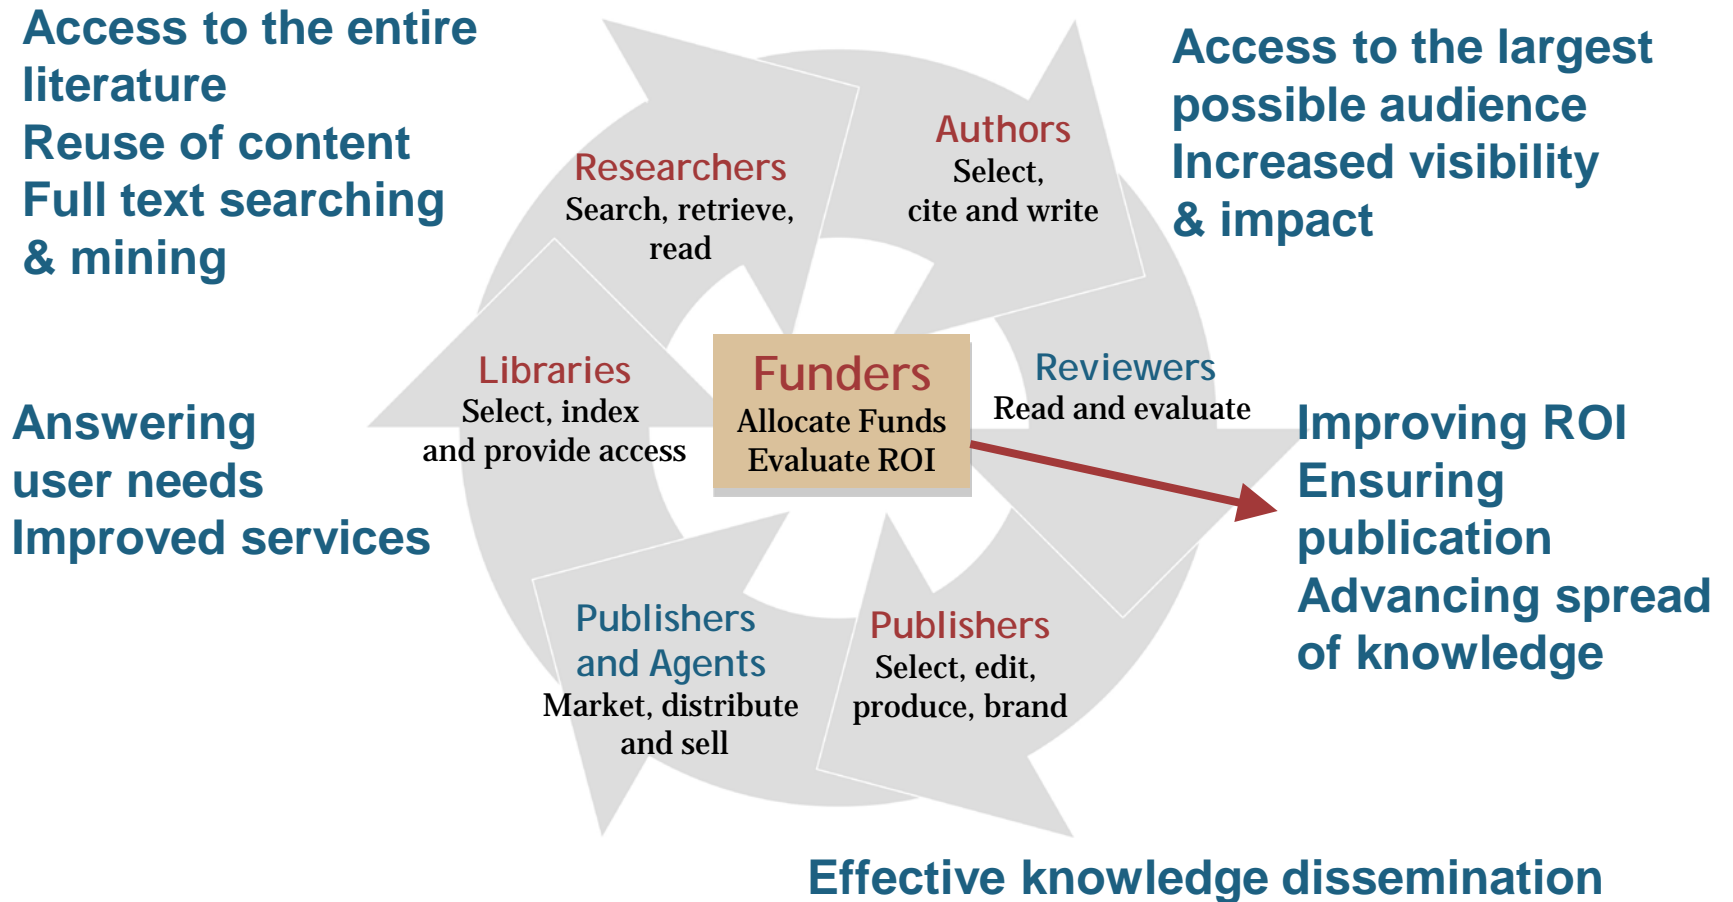 Access to the entire
literature
Reuse of content
Full text searching
& mining
Access to the largest
possible audience
Increased visibility
& impact
Researchers
Search, retrieve,
read
Authors
Select,
cite and write
Libraries
Select, index
and provide access
Funders
Allocate Funds
Evaluate ROI
Reviewers
Read and evaluate
Answering
user needs
Improved services
Improving ROI
Ensuring
publication
Advancing spread
of knowledge
Publishers
and Agents
Market, distribute
and sell
Publishers
Select, edit,
produce, brand
Effective knowledge dissemination